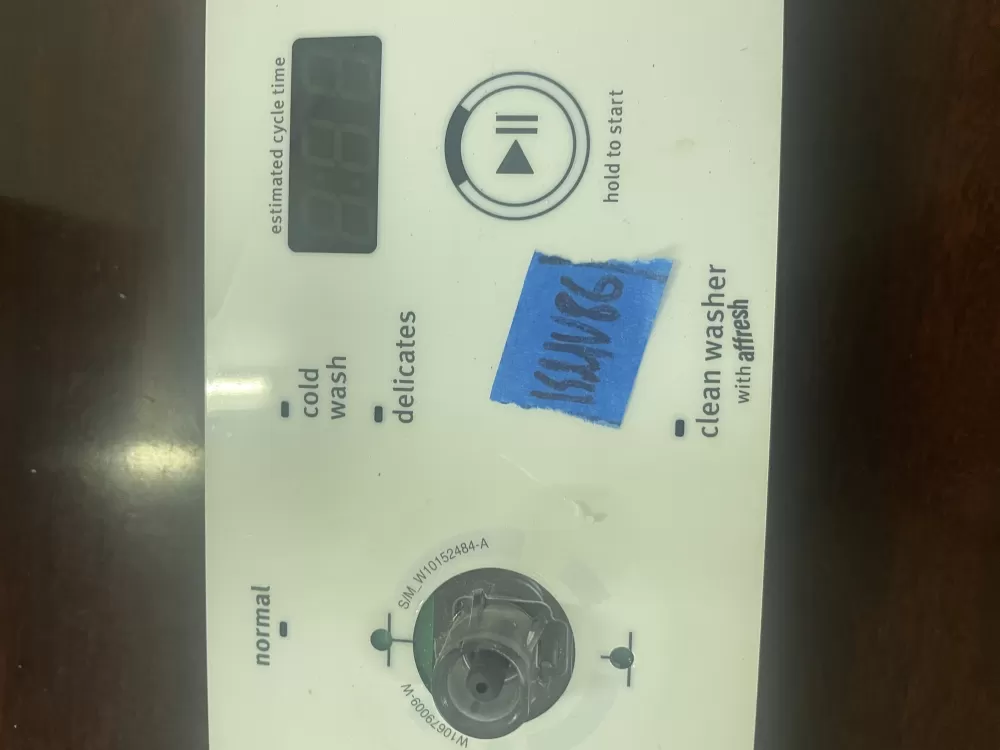 estimated cycle time
hold to start
cold
wash
delicates
clean washer
with affresh
normal
S/M_W10152484-A
W10679009-W